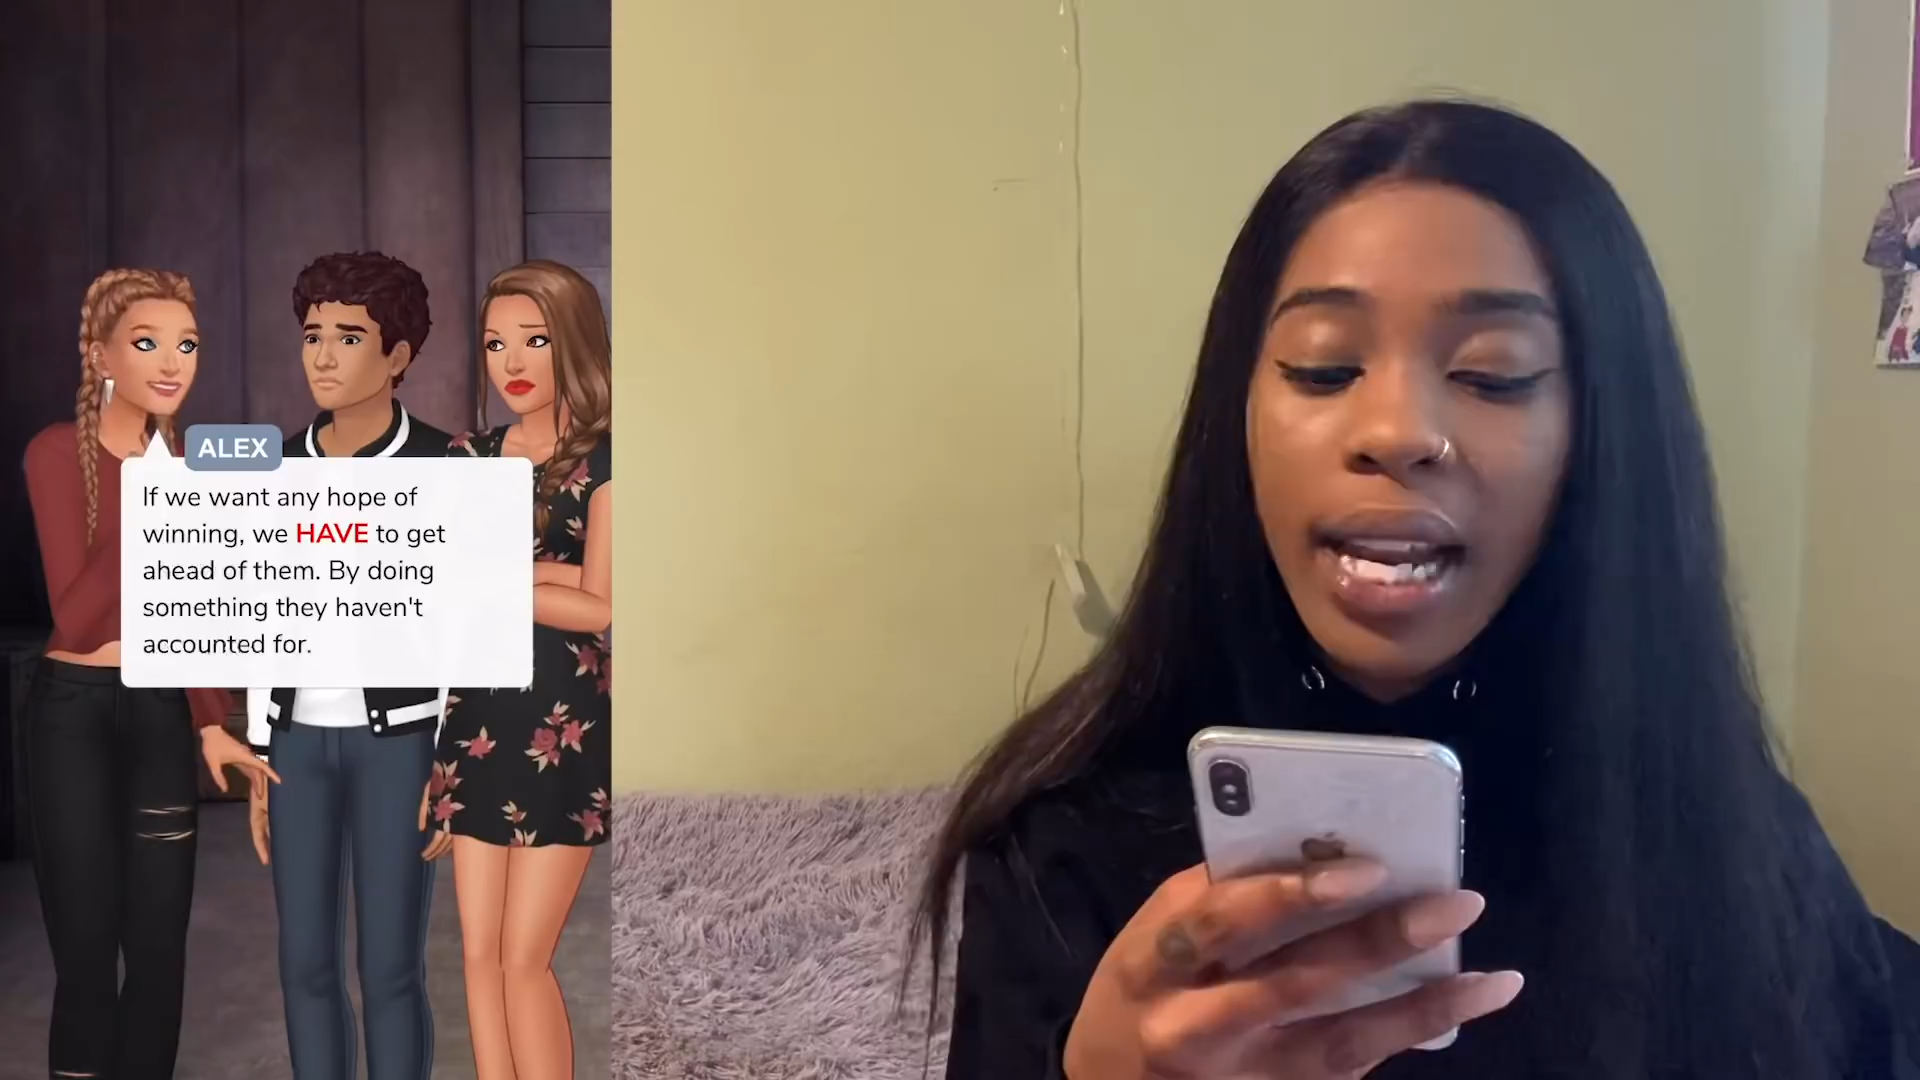 ALEX
If we want any hope of
winning, we HAVE to get
ahead of them. By doing
something they haven't
accounted for.